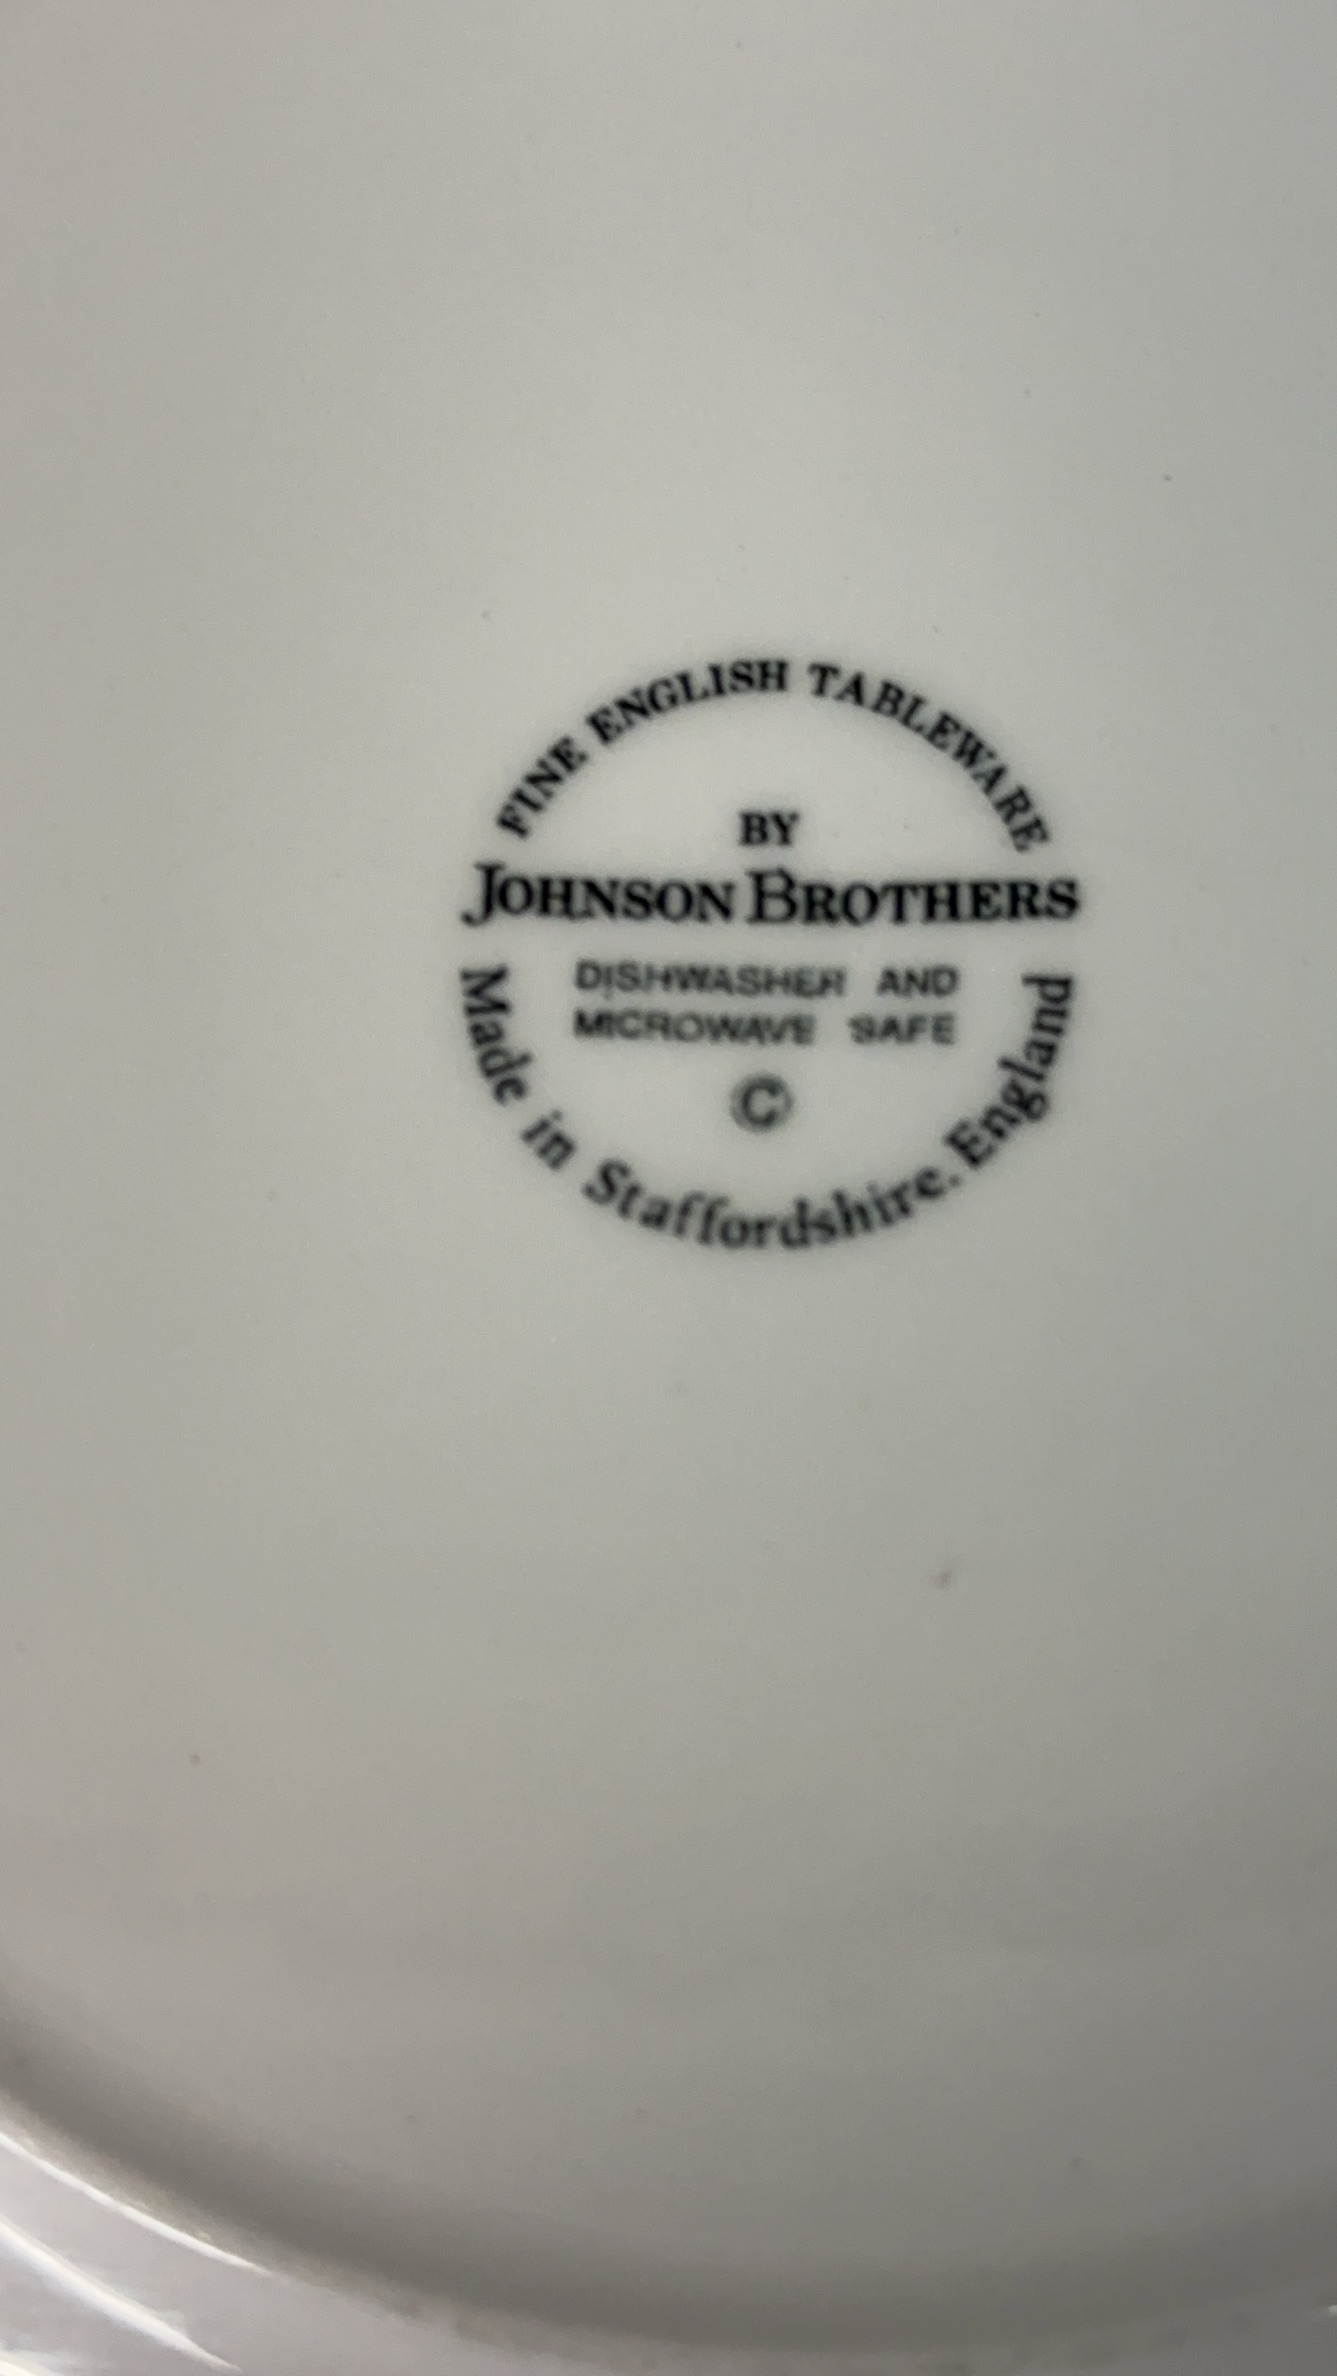 FINE ENGLISH TABLEWARE
BY
JOHNSON BROTHERS
DISHWASHER AND
MICROWAVE SAFE
©
Made in Staffordshire. England